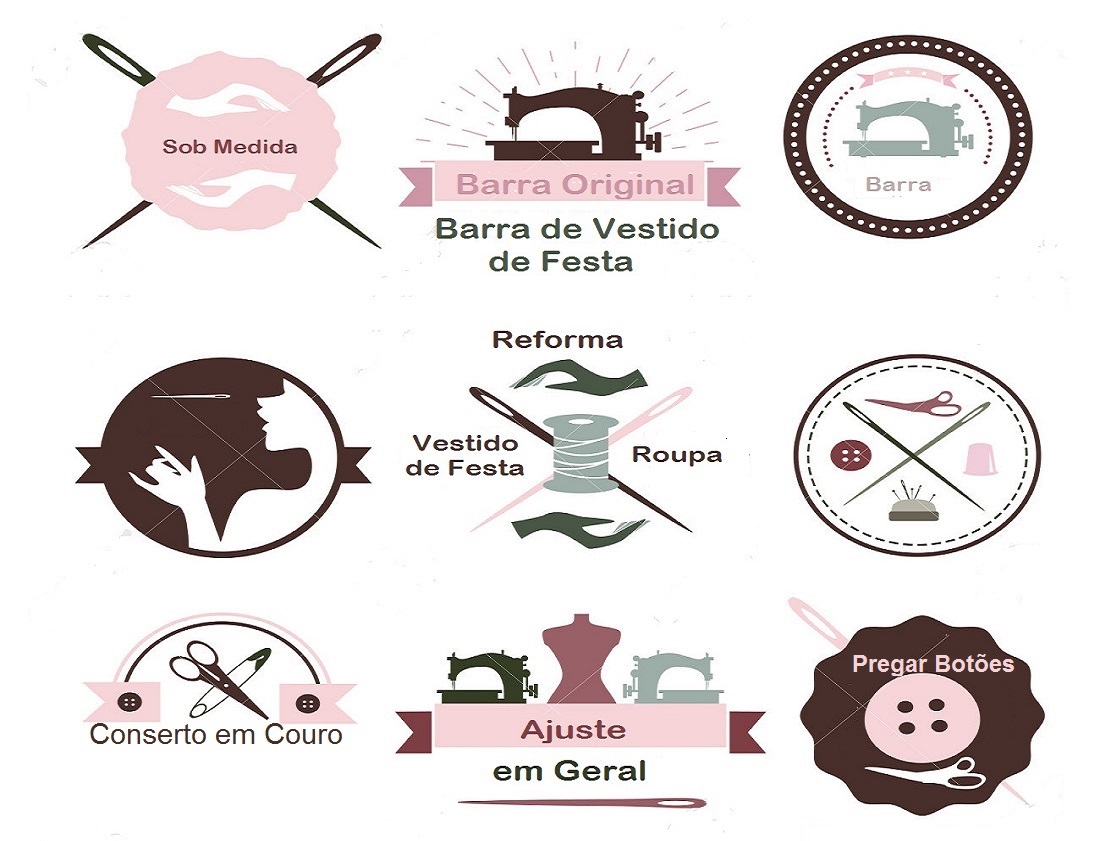 Sob Medida
Barra Original
Barra de Vestido
de Festa
Barra
Reforma
Vestido
de Festa
Roupa
Conserto em Couro
Ajuste
em Geral
Pregar Botões